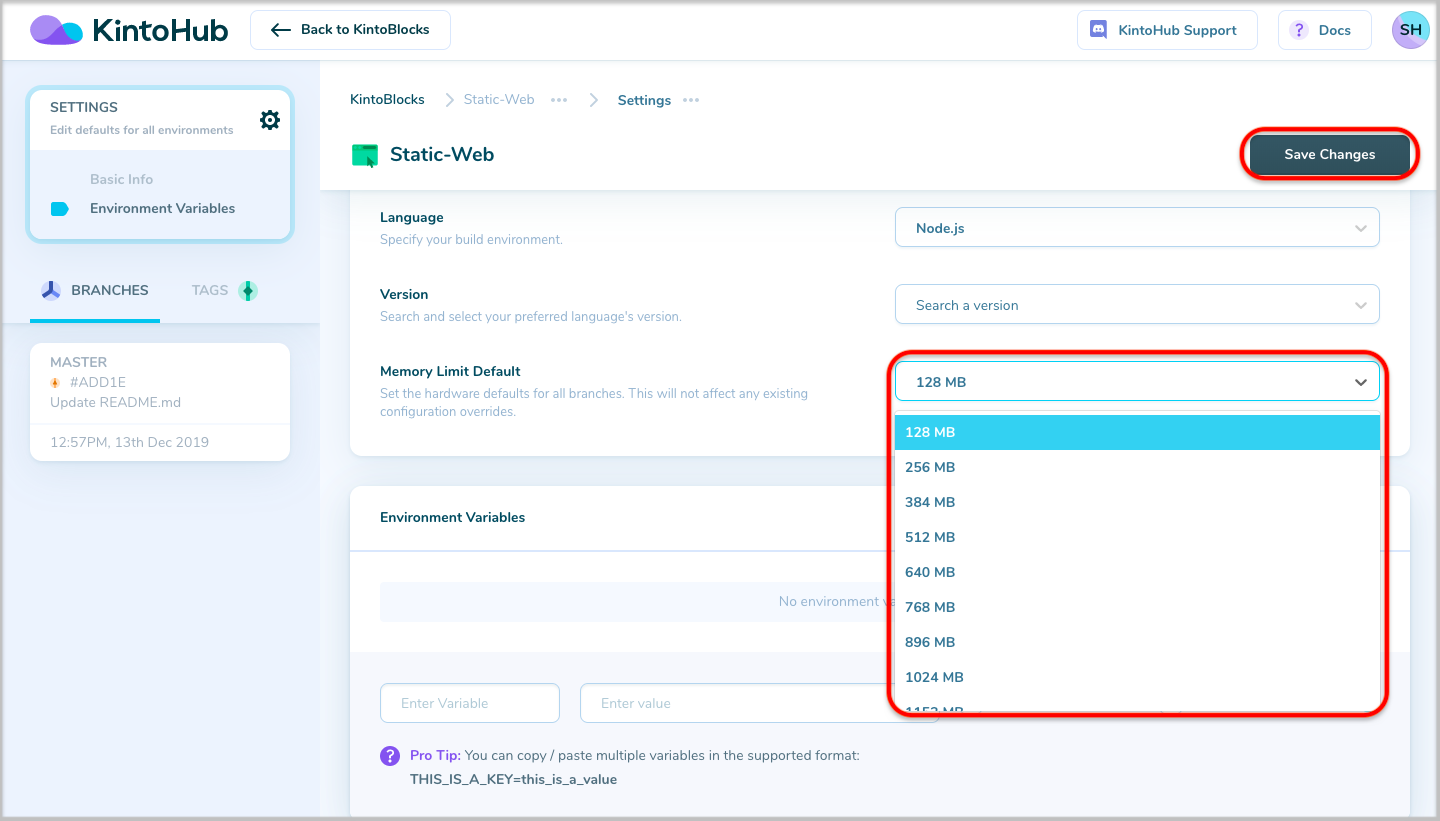 KintoHub
Back to KintoBlocks
KintoHub Support
? Docs
SH
SETTINGS
Edit defaults for all environments
Basic Info
Environment Variables
BRANCHES
TAGS
MASTER
#ADD1E
Update README.md
12:57PM, 13th Dec 2019
KintoBlocks
Static-Web
Settings
Static-Web
Save Changes
Language
Specify your build environment.
Node.js
Version
Search and select your preferred language's version.
Search a version
Memory Limit Default
Set the hardware defaults for all branches. This will not affect any existing
configuration overrides.
128 MB
128 MB
256 MB
384 MB
512 MB
640 MB
768 MB
896 MB
1024 MB
1152 MB
Environment Variables
No environment
Enter Variable
Enter value
? Pro Tip: You can copy / paste multiple variables in the supported format:
THIS_IS_A_KEY=this_is_a_value